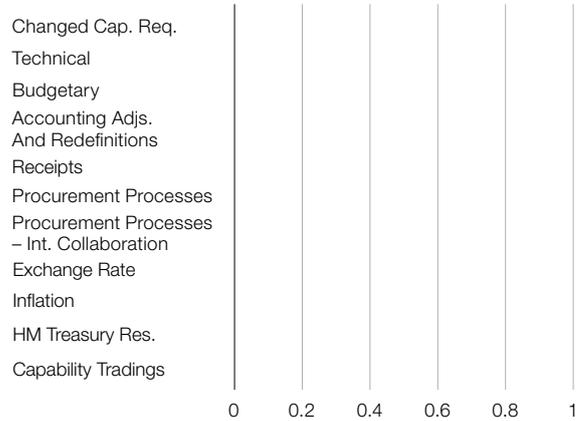 Changed Cap. Req.
Technical
Budgetary
Accounting Adjs.
And Redefinitions
Receipts
Procurement Processes
Procurement Processes
– Int. Collaboration
Exchange Rate
Inflation
HM Treasury Res.
Capability Tradings
0 0.2 0.4 0.6 0.8 1